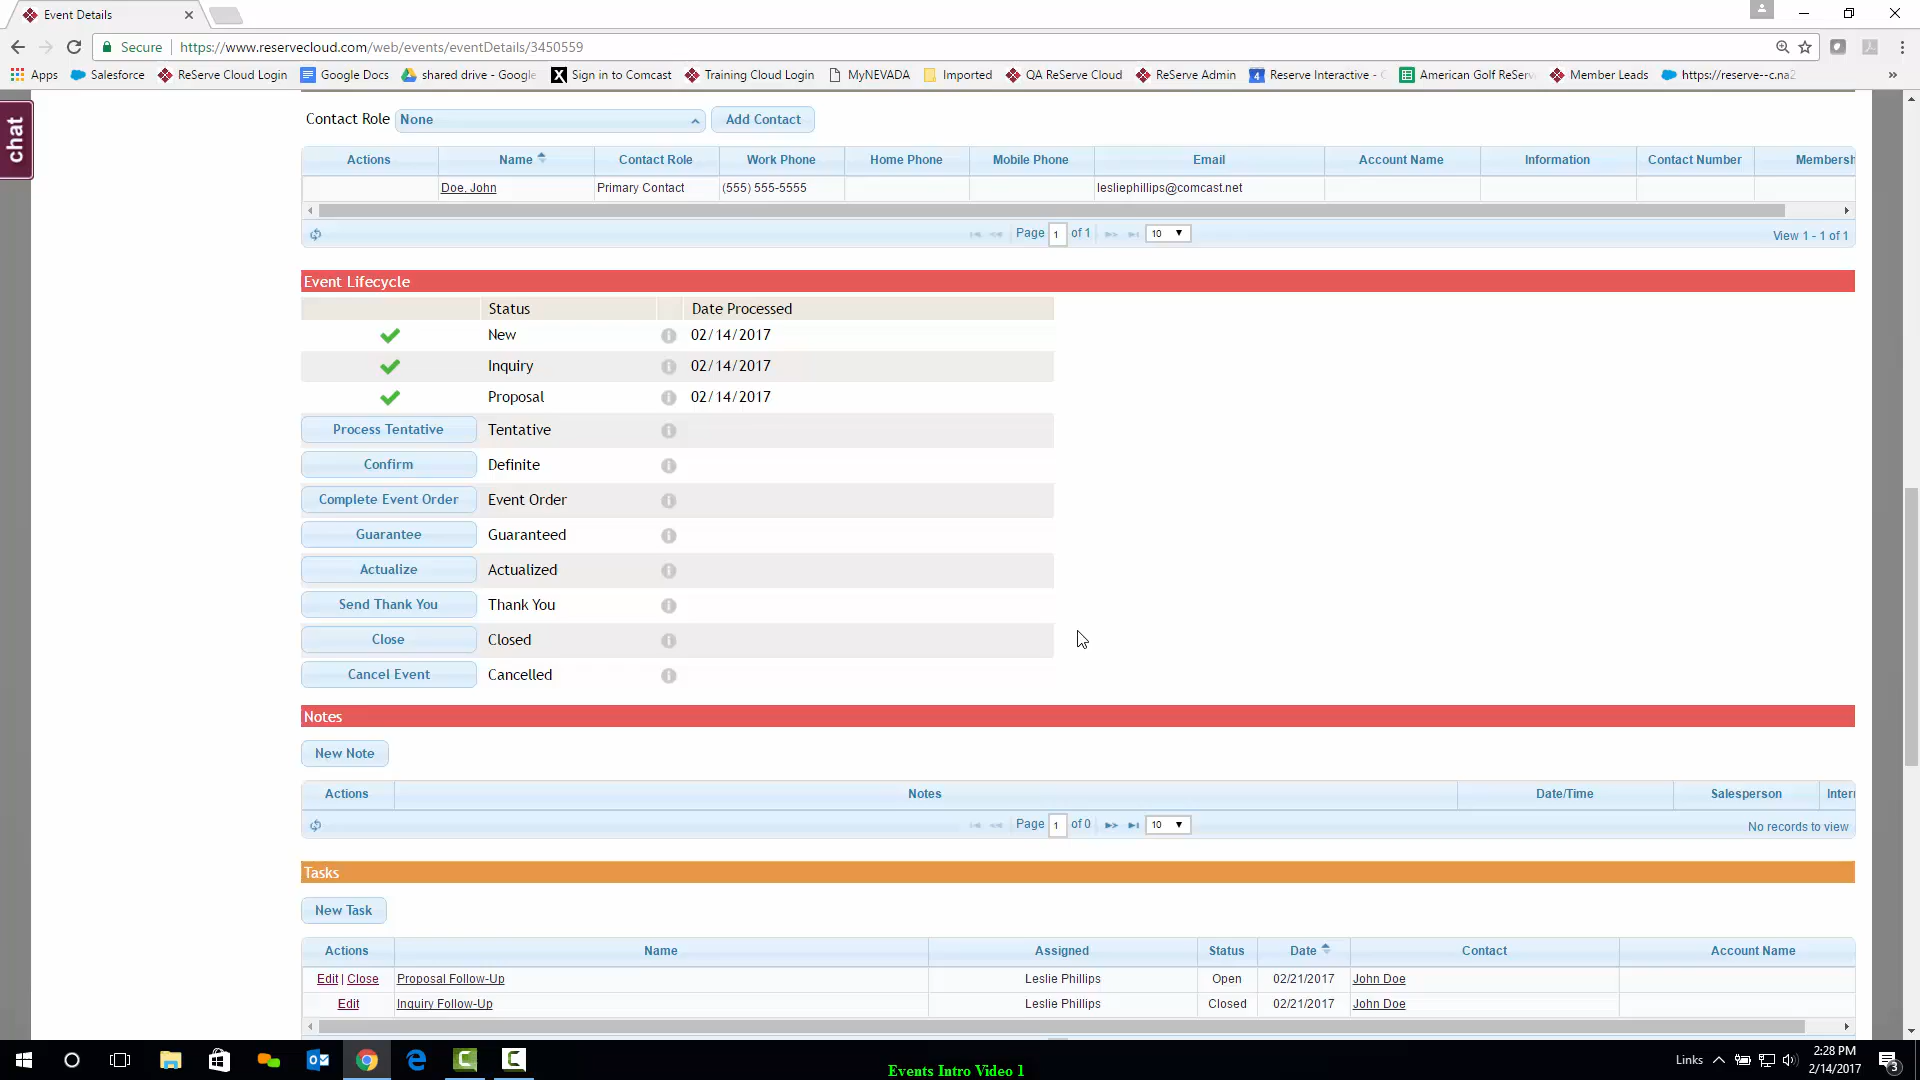 Event Details
Secure https://www.reservecloud.com/web/events/eventDetails/3450559
Apps Salesforce ReServe Cloud Login Google Docs shared drive - Google Sign in to Comcast Training Cloud Login MyNEVADA Imported QA ReServe Cloud ReServe Admin Reserve Interactive - American Golf ReServe Member Leads https://reserve--c.na2
chat
Contact Role None Add Contact
Actions Name Contact Role Work Phone Home Phone Mobile Phone Email Account Name Information Contact Number Membersh
Doe, John Primary Contact (555) 555-5555 lesliephillips@comcast.net
Page 1 of 1 10 View 1 - 1 of 1
Event Lifecycle
Status Date Processed
New 02/14/2017
Inquiry 02/14/2017
Proposal 02/14/2017
Process Tentative Tentative
Confirm Definite
Complete Event Order Event Order
Guarantee Guaranteed
Actualize Actualized
Send Thank You Thank You
Close Closed
Cancel Event Cancelled
Notes
New Note
Actions Notes Date/Time Salesperson Inter
Page 1 of 0 10 No records to view
Tasks
New Task
Actions Name Assigned Status Date Contact Account Name
Edit | Close Proposal Follow-Up Leslie Phillips Open 02/21/2017 John Doe
Edit Inquiry Follow-Up Leslie Phillips Closed 02/21/2017 John Doe
Links 2:28 PM
2/14/2017 3
Events Intro Video 1